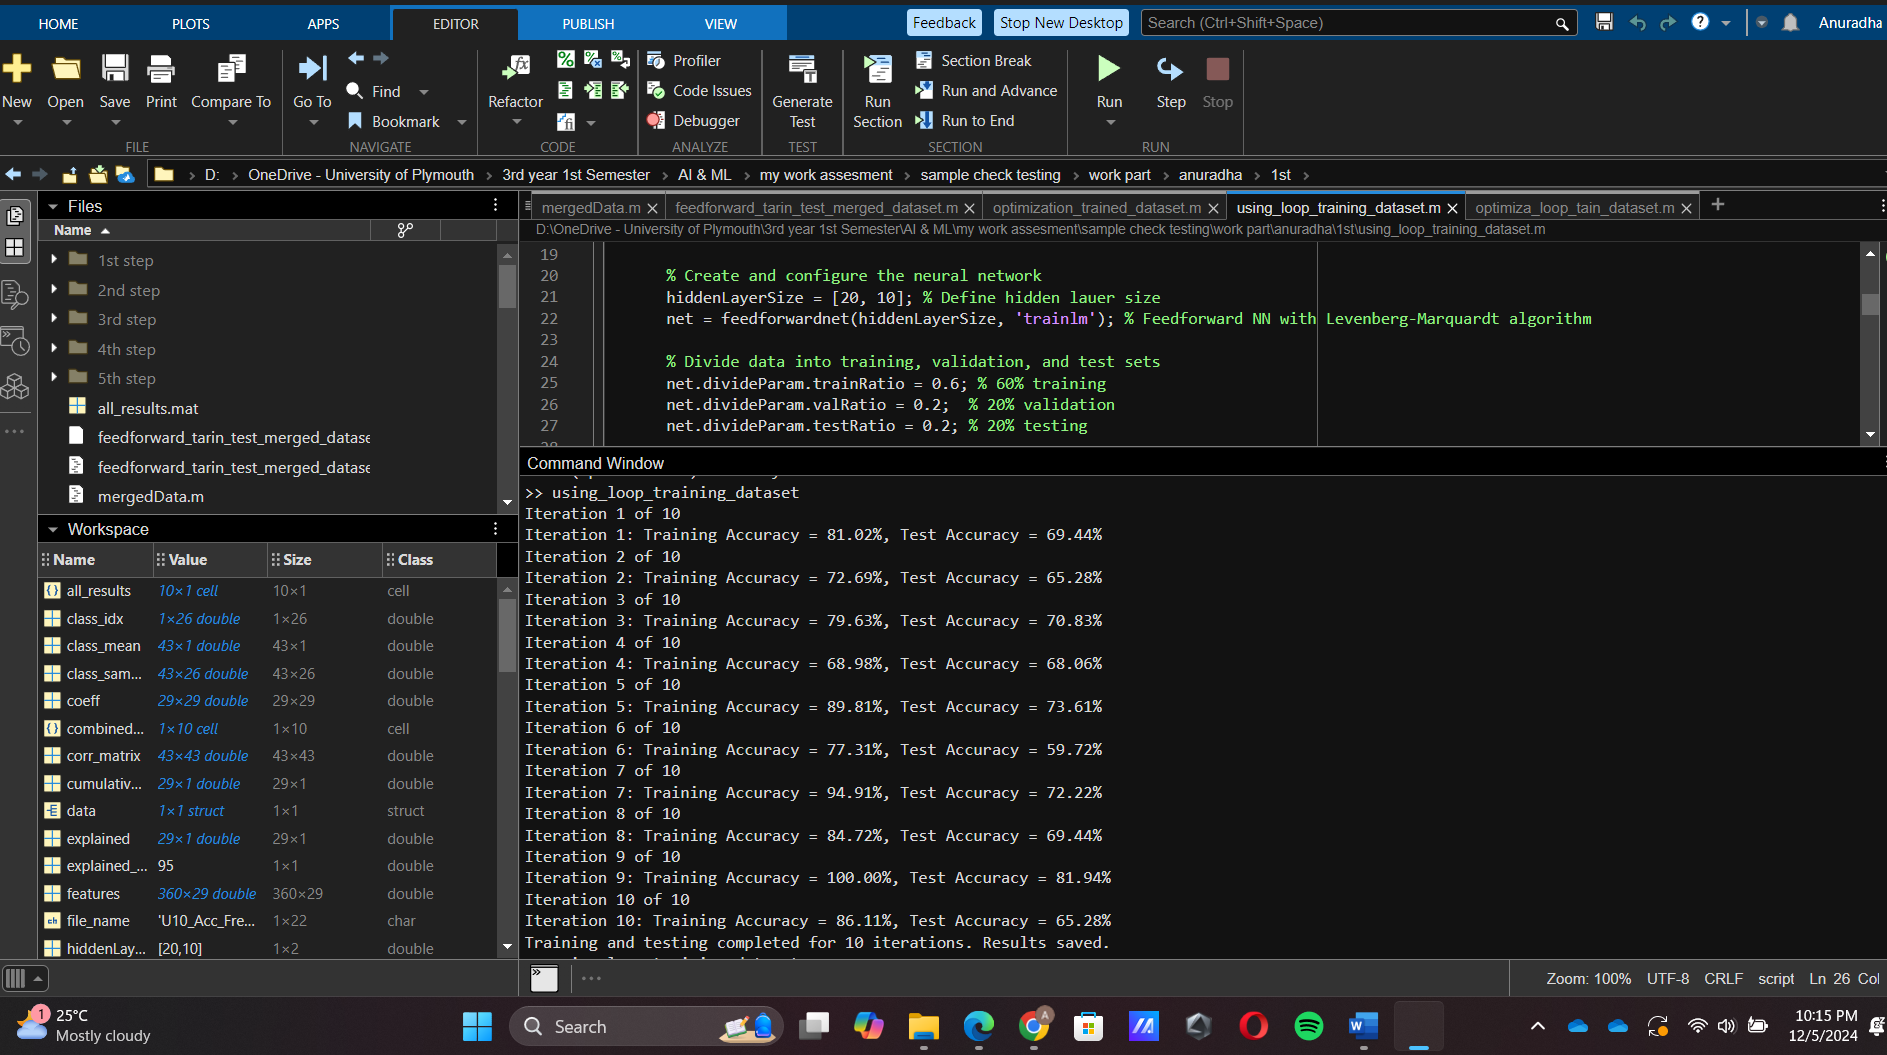 HOME PLOTS APPS EDITOR PUBLISH VIEW Feedback Stop New Desktop Search (Ctrl+Shift+Space) Anuradha
New Open Save Print Compare To Go To Find Bookmark Refactor Profiler Code Issues Debugger Generate Test Run Section Section Break Run and Advance Run to End Run Step Stop
FILE NAVIGATE CODE ANALYZE TEST SECTION RUN
D: › OneDrive - University of Plymouth › 3rd year 1st Semester › AI & ML › my work assesment › sample check testing › work part › anuradha › 1st ›
Files
Name
1st step
2nd step
3rd step
4th step
5th step
all_results.mat
feedforward_tarin_test_merged_datase
feedforward_tarin_test_merged_datase
mergedData.m
Workspace
Name Value Size Class
all_results 10×1 cell 10×1 cell
class_idx 1×26 double 1×26 double
class_mean 43×1 double 43×1 double
class_sam... 43×26 double 43×26 double
coeff 29×29 double 29×29 double
combined... 1×10 cell 1×10 cell
corr_matrix 43×43 double 43×43 double
cumulativ... 29×1 double 29×1 double
data 1×1 struct 1×1 struct
explained 29×1 double 29×1 double
explained_... 95 1×1 double
features 360×29 double 360×29 double
file_name 'U10_Acc_Fre... 1×22 char
hiddenLay... [20,10] 1×2 double
mergedData.m feedforward_tarin_test_merged_dataset.m optimization_trained_dataset.m using_loop_training_dataset.m optimiza_loop_tain_dataset.m
D:\OneDrive - University of Plymouth\3rd year 1st Semester\AI & ML\my work assesment\sample check testing\work part\anuradha\1st\using_loop_training_dataset.m
19
20 % Create and configure the neural network
21 hiddenLayerSize = [20, 10]; % Define hidden lauer size
22 net = feedforwardnet(hiddenLayerSize, 'trainlm'); % Feedforward NN with Levenberg-Marquardt algorithm
23
24 % Divide data into training, validation, and test sets
25 net.divideParam.trainRatio = 0.6; % 60% training
26 net.divideParam.valRatio = 0.2; % 20% validation
27 net.divideParam.testRatio = 0.2; % 20% testing
Command Window
>> using_loop_training_dataset
Iteration 1 of 10
Iteration 1: Training Accuracy = 81.02%, Test Accuracy = 69.44%
Iteration 2 of 10
Iteration 2: Training Accuracy = 72.69%, Test Accuracy = 65.28%
Iteration 3 of 10
Iteration 3: Training Accuracy = 79.63%, Test Accuracy = 70.83%
Iteration 4 of 10
Iteration 4: Training Accuracy = 68.98%, Test Accuracy = 68.06%
Iteration 5 of 10
Iteration 5: Training Accuracy = 89.81%, Test Accuracy = 73.61%
Iteration 6 of 10
Iteration 6: Training Accuracy = 77.31%, Test Accuracy = 59.72%
Iteration 7 of 10
Iteration 7: Training Accuracy = 94.91%, Test Accuracy = 72.22%
Iteration 8 of 10
Iteration 8: Training Accuracy = 84.72%, Test Accuracy = 69.44%
Iteration 9 of 10
Iteration 9: Training Accuracy = 100.00%, Test Accuracy = 81.94%
Iteration 10 of 10
Iteration 10: Training Accuracy = 86.11%, Test Accuracy = 65.28%
Training and testing completed for 10 iterations. Results saved.
Zoom: 100% UTF-8 CRLF script Ln 26 Col
1 25°C
Mostly cloudy
Search
10:15 PM
12/5/2024